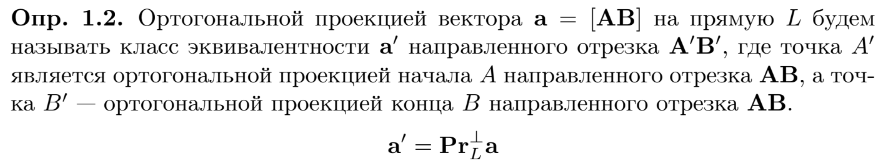 Опр. 1.2. Ортогональной проекцией вектора a = [AB] на прямую L будем
называть класс эквивалентности a′ направленного отрезка A′B′, где точка A′
является ортогональной проекцией начала A направленного отрезка AB, а точ-
ка B′ — ортогональной проекцией конца B направленного отрезка AB.
a′ = Pr⊥L a